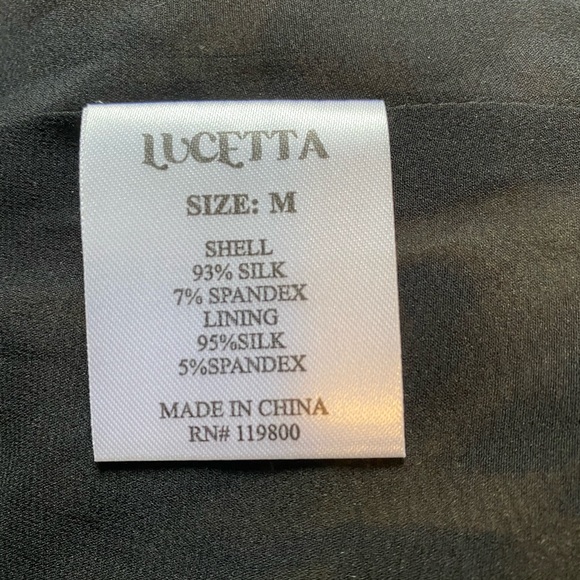 LUCETTA
SIZE: M
SHELL
93% SILK
7% SPANDEX
LINING
95%SILK
5%SPANDEX
MADE IN CHINA
RN# 119800